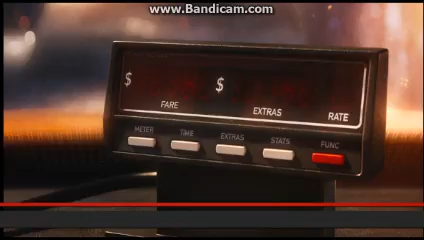 www.Bandicam.com
$ $
FARE EXTRAS RATE
METER TIME EXTRAS STATS FUNC